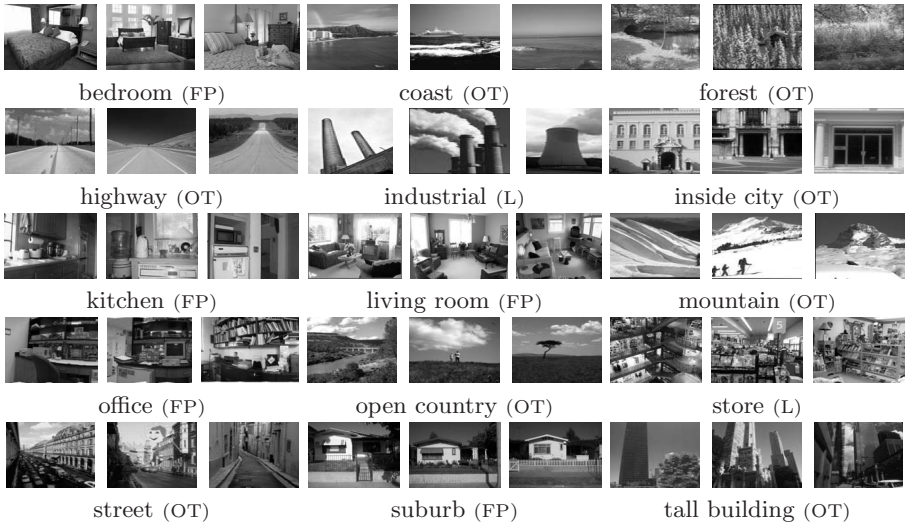 bedroom (FP) coast (OT) forest (OT)
highway (OT) industrial (L) inside city (OT)
kitchen (FP) living room (FP) mountain (OT)
office (FP) open country (OT) store (L)
street (OT) suburb (FP) tall building (OT)